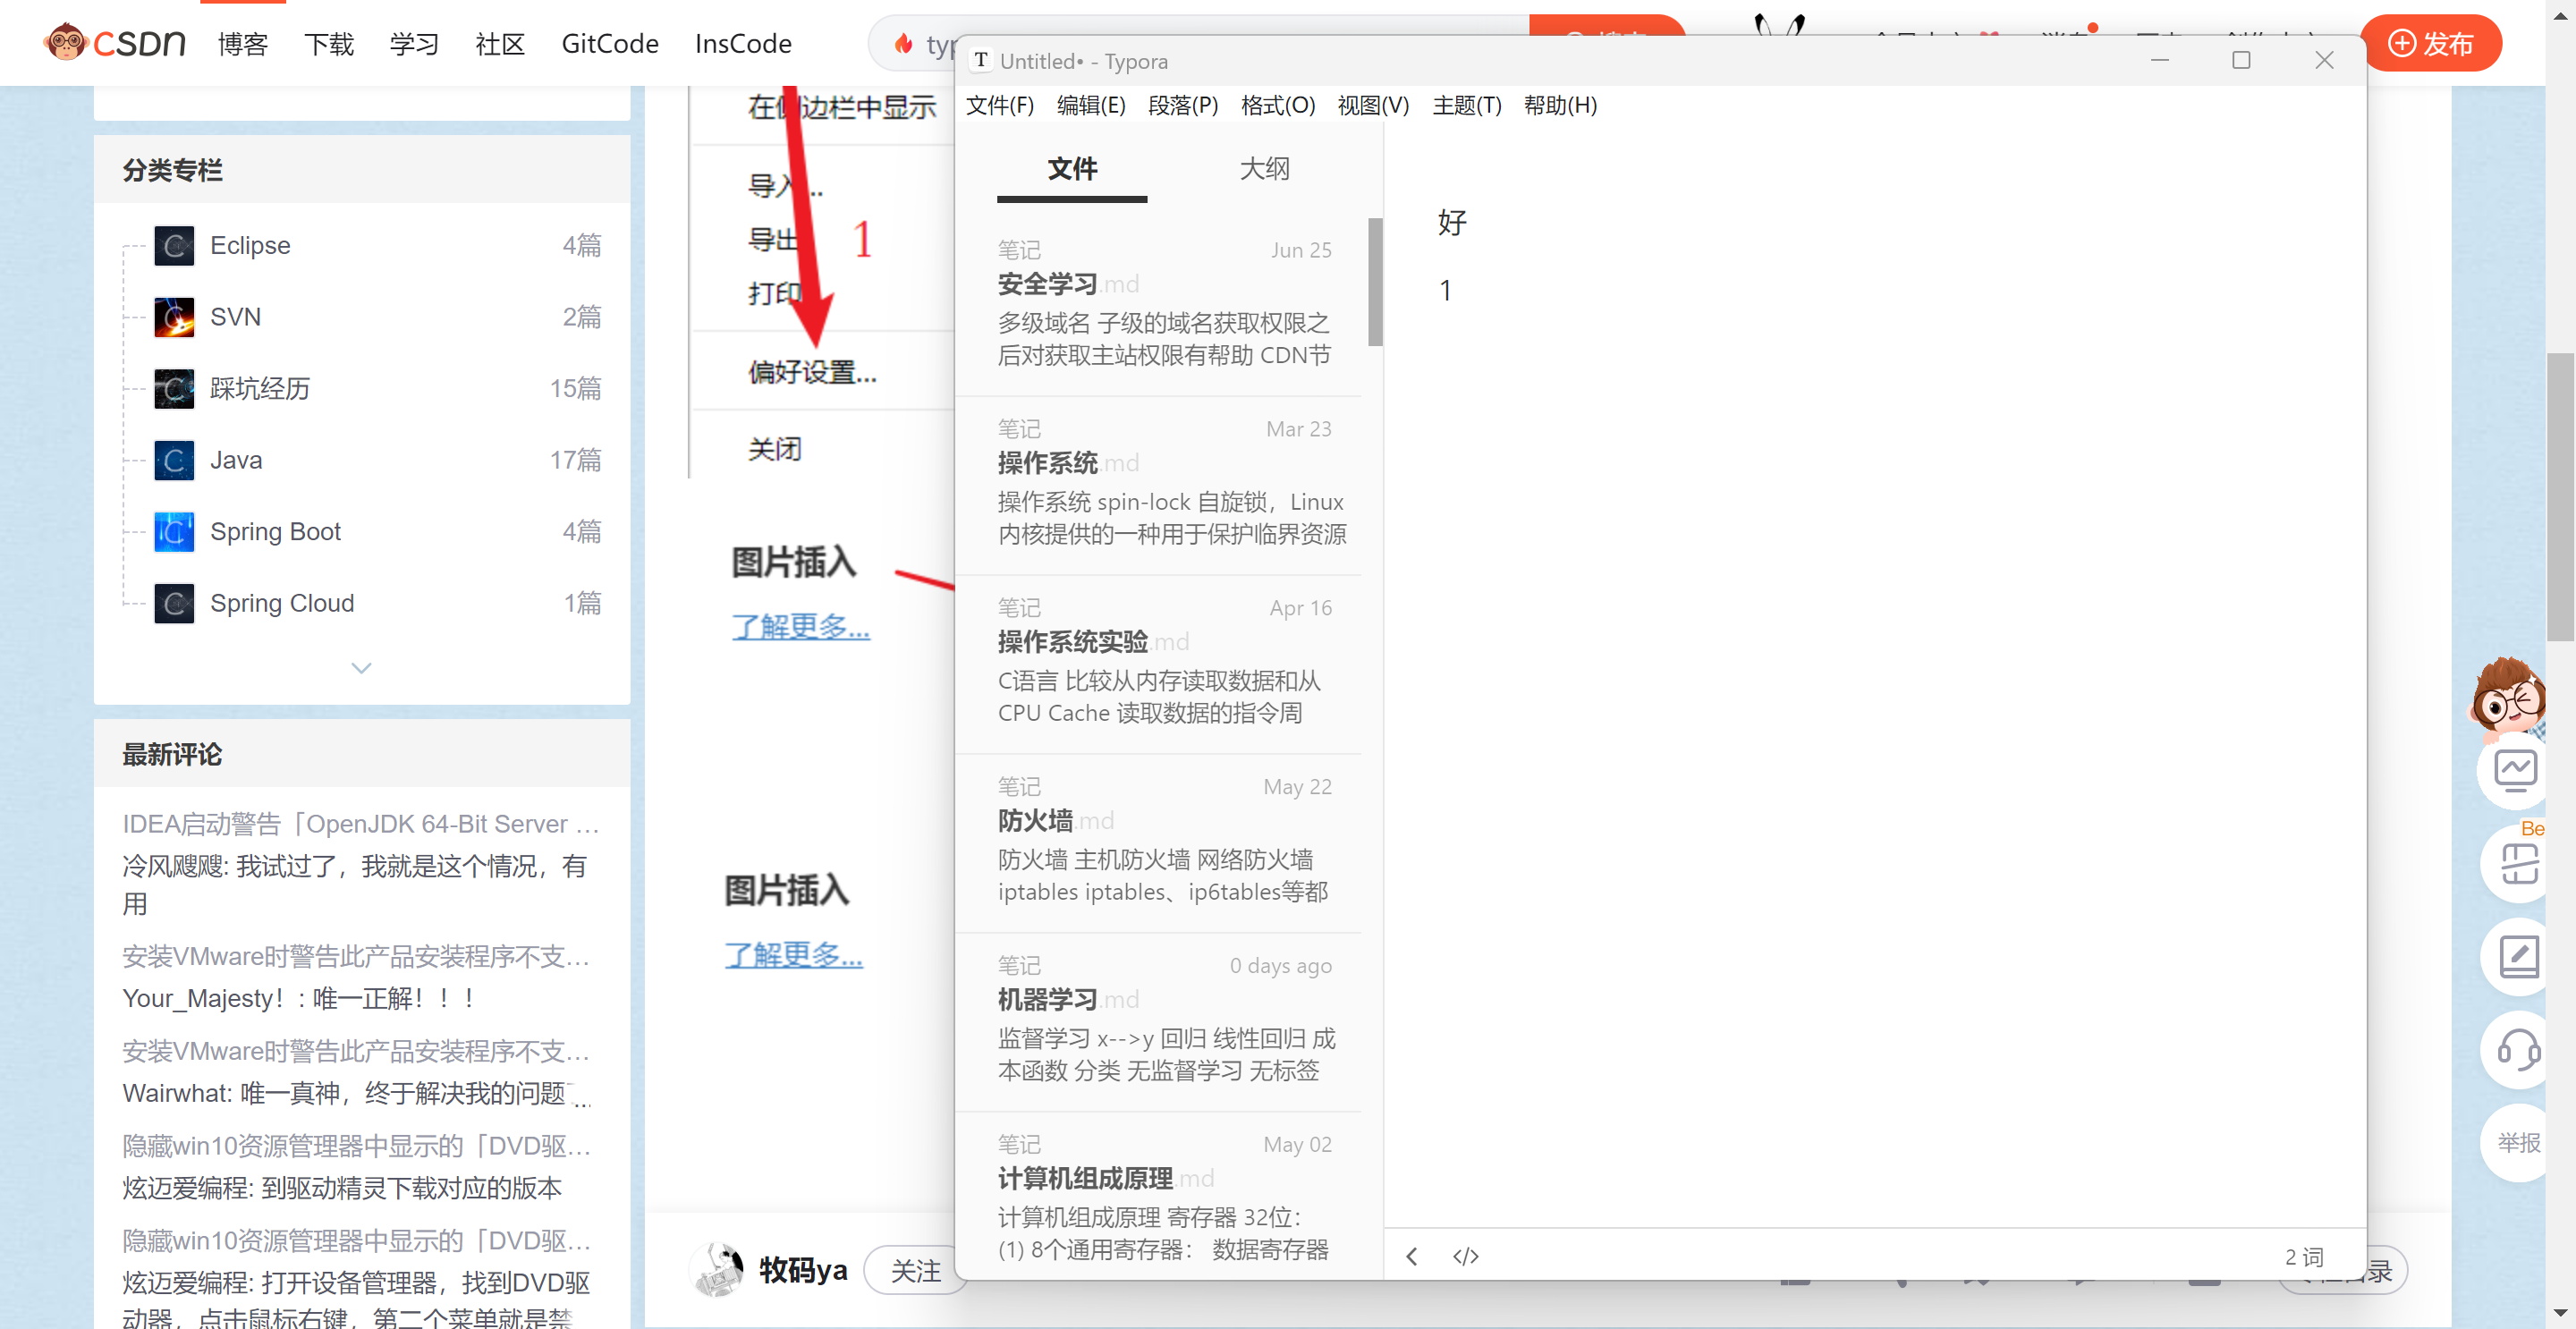 CSDN 博客 下载 学习 社区 GitCode InsCode
发布
分类专栏
Eclipse 4篇
SVN 2篇
踩坑经历 15篇
Java 17篇
Spring Boot 4篇
Spring Cloud 1篇
最新评论
IDEA启动警告「OpenJDK 64-Bit Server …
冷风飕飕: 我试过了，我就是这个情况，有
用
安装VMware时警告此产品安装程序不支…
Your_Majesty！: 唯一正解！！！
安装VMware时警告此产品安装程序不支…
Wairwhat: 唯一真神，终于解决我的问题 …
隐藏win10资源管理器中显示的「DVD驱…
炫迈爱编程: 到驱动精灵下载对应的版本
隐藏win10资源管理器中显示的「DVD驱…
炫迈爱编程: 打开设备管理器，找到DVD驱
动器，点击鼠标右键，第二个菜单就是禁
在侧边栏中显示
导入...
导出
1
打印
偏好设置...
关闭
图片插入
了解更多...
图片插入
了解更多...
牧码ya 关注
Untitled• - Typora
文件(F) 编辑(E) 段落(P) 格式(O) 视图(V) 主题(T) 帮助(H)
文件 大纲
笔记 Jun 25
安全学习.md
多级域名 子级的域名获取权限之
后对获取主站权限有帮助 CDN节
笔记 Mar 23
操作系统.md
操作系统 spin-lock 自旋锁，Linux
内核提供的一种用于保护临界资源
笔记 Apr 16
操作系统实验.md
C语言 比较从内存读取数据和从
CPU Cache 读取数据的指令周
笔记 May 22
防火墙.md
防火墙 主机防火墙 网络防火墙
iptables iptables、ip6tables等都
笔记 0 days ago
机器学习.md
监督学习 x-->y 回归 线性回归 成
本函数 分类 无监督学习 无标签
笔记 May 02
计算机组成原理.md
计算机组成原理 寄存器 32位：
(1) 8个通用寄存器： 数据寄存器
好
1
2 词
录
Be
举报